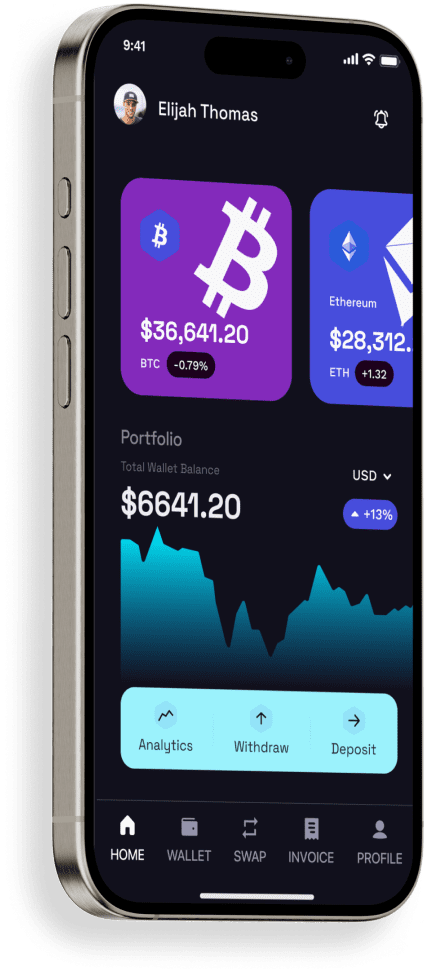 9:41
Elijah Thomas
$36,641.20
BTC -0.79%
Ethereum
$28,312.
ETH +1.32
Portfolio
Total Wallet Balance
USD
$6641.20
+13%
Analytics Withdraw Deposit
HOME WALLET SWAP INVOICE PROFILE